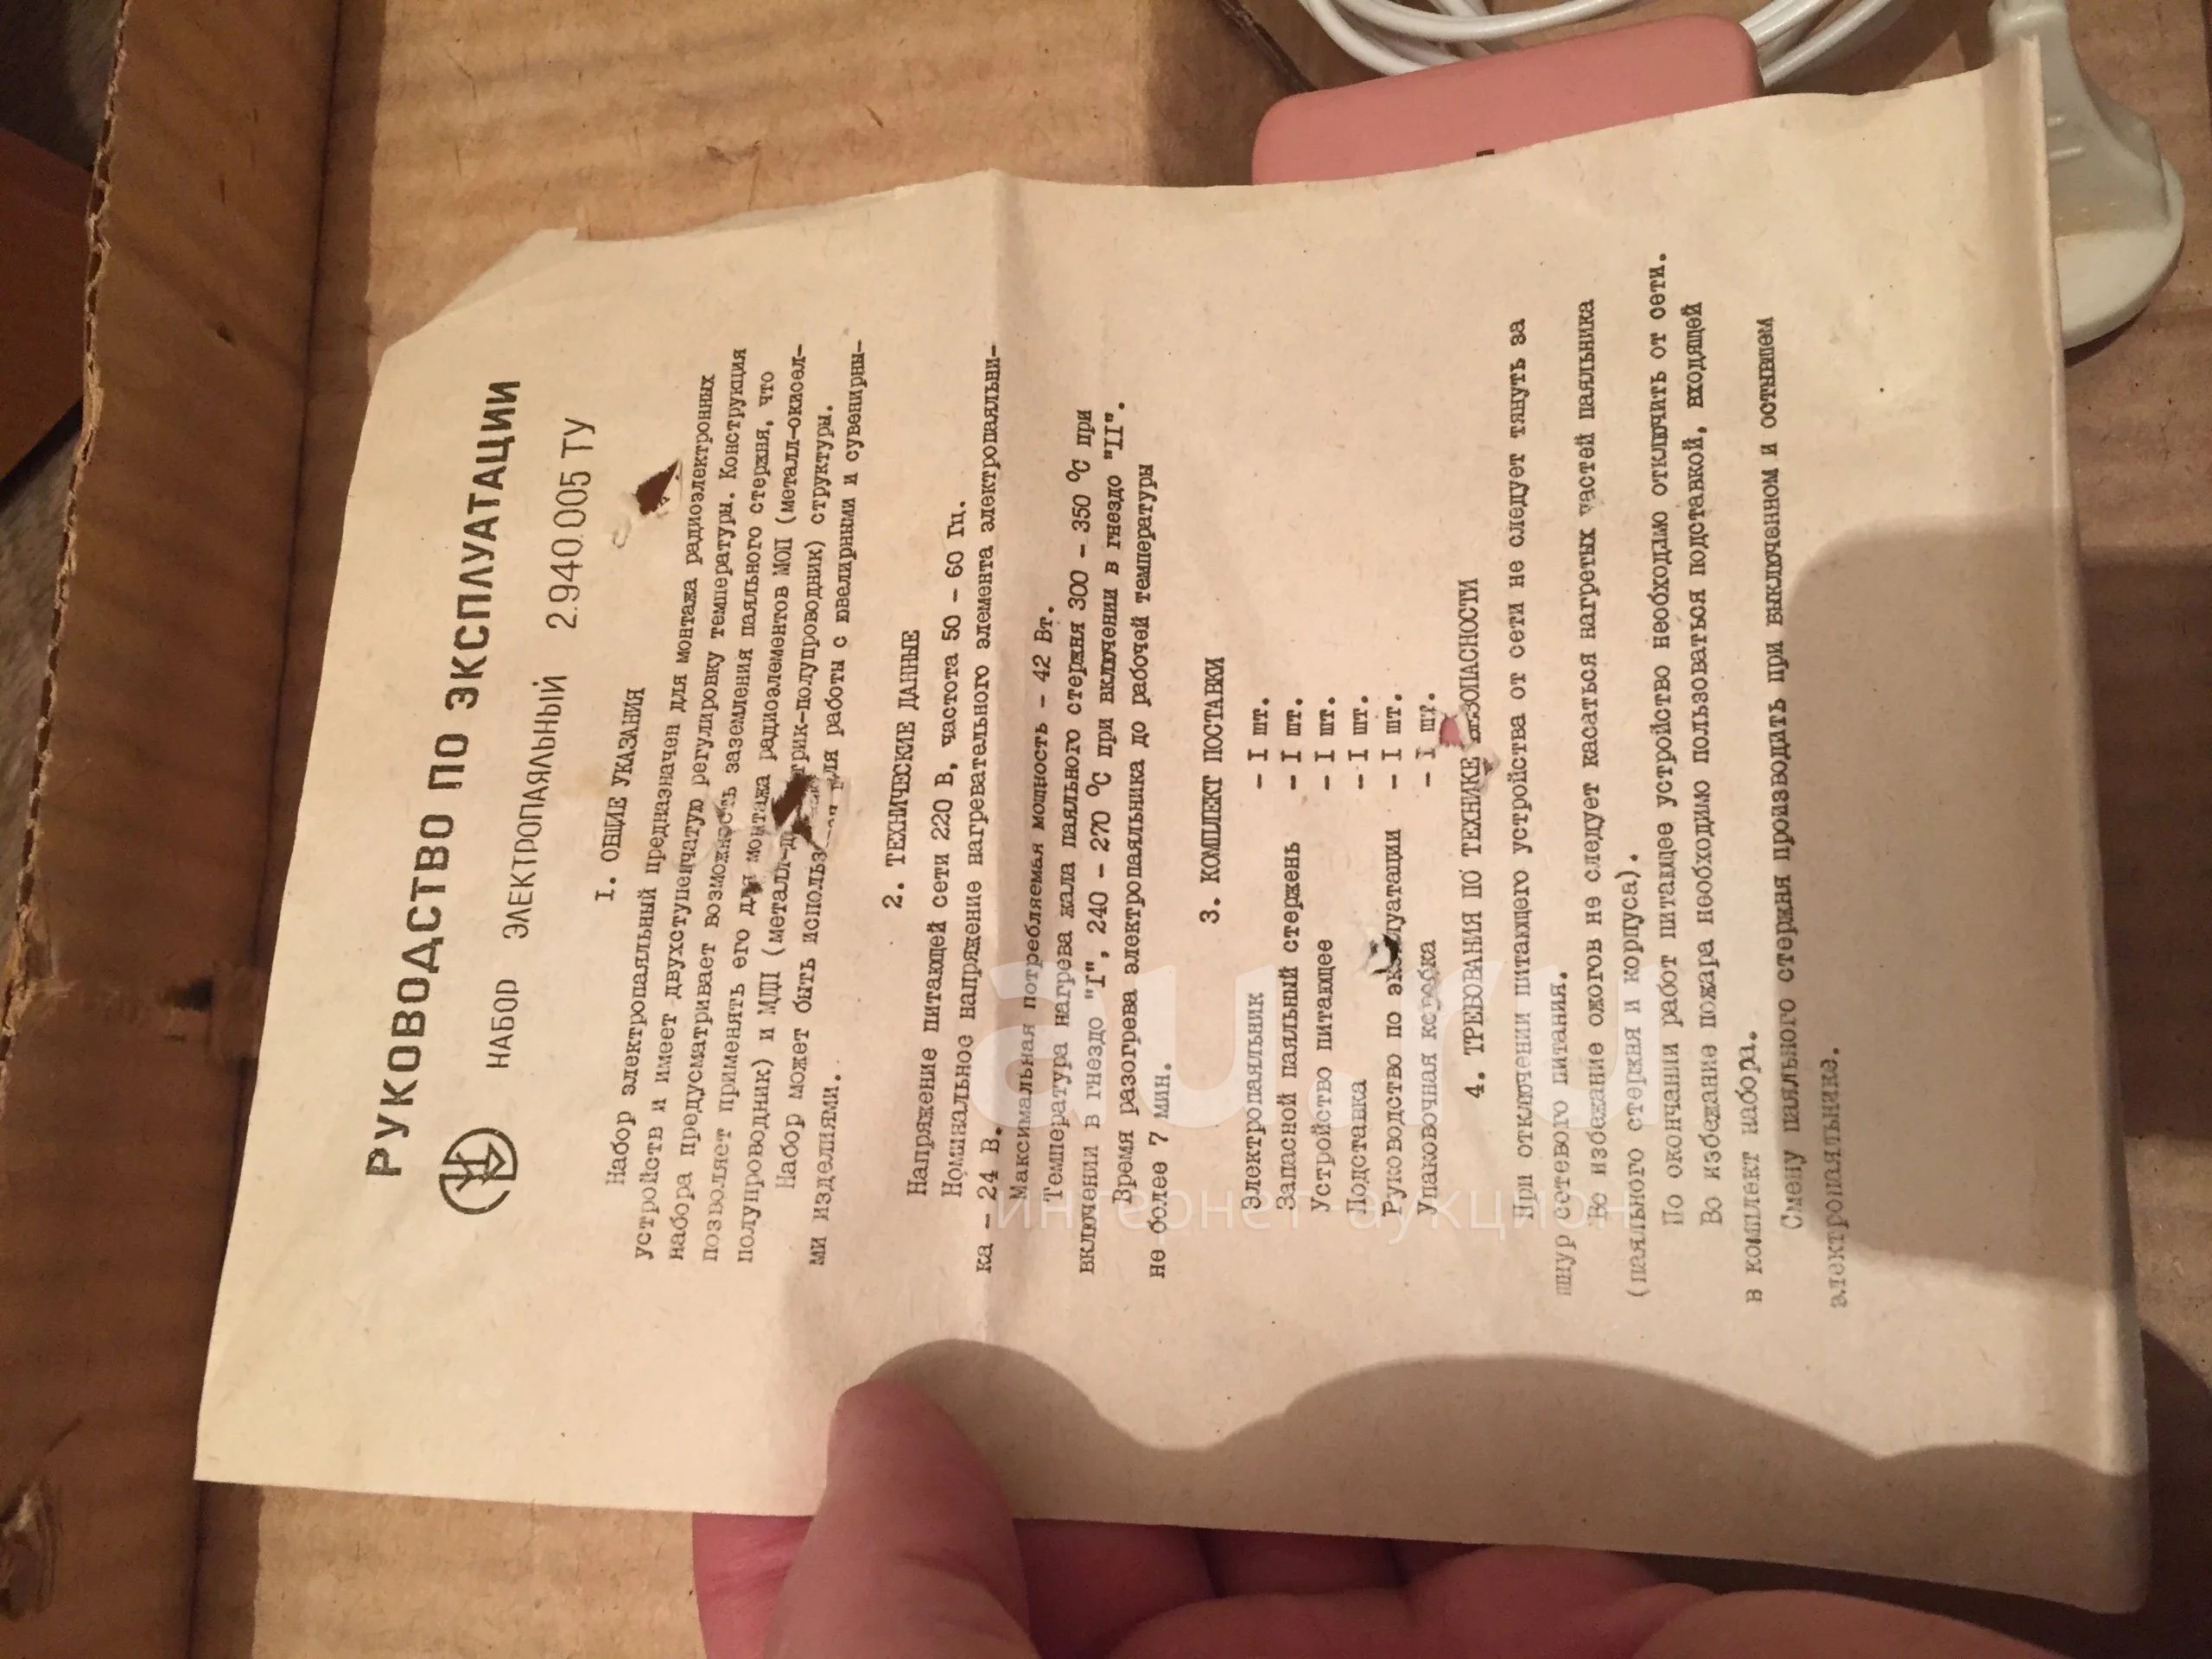 РУКОВОДСТВО ПО ЭКСПЛУАТАЦИИ
НАБОР ЭЛЕКТРОПАЯЛЬНЫЙ 2.940.005 ТУ
I. ОБЩИЕ УКАЗАНИЯ
Набор электропаяльный предназначен для монтажа радиоэлектронных
устройств и имеет двухступенчатую регулировку температуры. Конструкция
набора предусматривает возможность заземления паяльного стержня, что
позволяет применять его для монтажа радиоэлементов МОП (металл-окисел-
полупроводник) и МДП (металл-д трик-полупроводник) структуры.
Набор может быть использ для работы с ювелирными и сувенирны-
ми изделиями.
2. ТЕХНИЧЕСКИЕ ДАННЫЕ
Напряжение питающей сети 220 В, частота 50 – 60 Гц.
Номинальное напряжение нагревательного элемента электропаяльни-
ка – 24 В.
Максимальная потребляемая мощность – 42 Вт.
Температура нагрева жала паяльного стержня 300 – 350 °С при
включении в гнездо "I", 240 – 270 °С при включении в гнездо "II".
Время разогрева электропаяльника до рабочей температуры
не более 7 мин.
3. КОМПЛЕКТ ПОСТАВКИ
Электропаяльник – I шт.
Запасной паяльный стержень – I шт.
Устройство питающее – I шт.
Подставка – I шт.
Руководство по эксплуатации – I шт.
Упаковочная коробка – I шт.
4. ТРЕБОВАНИЯ ПО ТЕХНИКЕ БЕЗОПАСНОСТИ
При отключении питающего устройства от сети не следует тянуть за
шнур сетевого питания.
Во избежание ожогов не следует касаться нагретых частей паяльника
(паяльного стержня и корпуса).
По окончании работ питающее устройство необходимо отключить от сети.
Во избежание пожара необходимо пользоваться подставкой, входящей
в комплект набора.
Смену паяльного стержня производить при выключенном и остывшем
электропаяльнике.
au.ru
интернет-аукцион